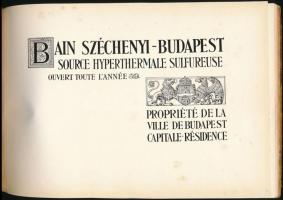 BAIN SZÉCHENYI-BUDAPEST
SOURCE HYPERTHERMALE SULFUREUSE
OUVERT TOUTE L'ANNÉE
PROPRIÉTÉ DE LA
VILLE DE BUDAPEST
CAPITALE-RÉSIDENCE